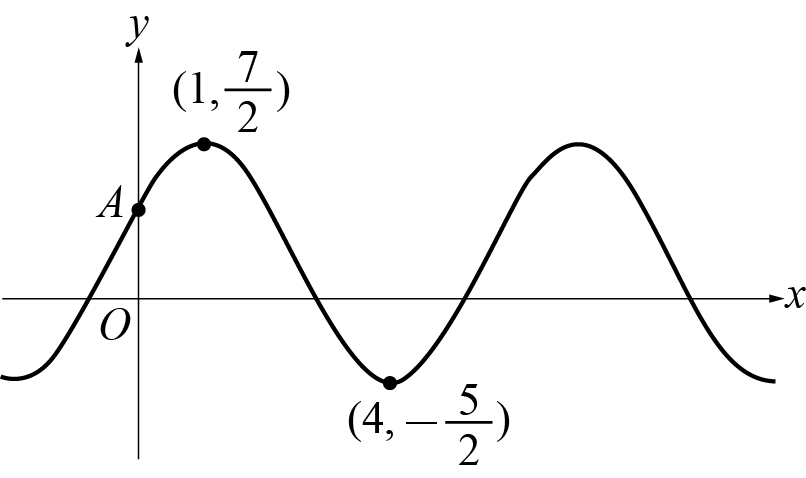 y
(1, 7/2)
A
x
O
(4, −5/2)